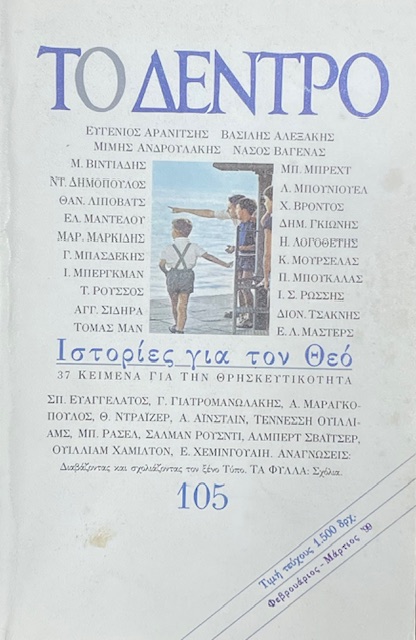 ΤΟ ΔΕΝΤΡΟ
ΕΥΓΕΝΙΟΣ ΑΡΑΝΙΤΣΗΣ ΒΑΣΙΛΗΣ ΑΛΕΞΑΚΗΣ
ΜΙΜΗΣ ΑΝΔΡΟΥΛΑΚΗΣ ΝΑΣΟΣ ΒΑΓΕΝΑΣ
Μ. ΒΙΝΤΙΑΔΗΣ
ΝΤ. ΔΗΜΟΠΟΥΛΟΣ
ΘΑΝ. ΛΙΠΟΒΑΤΣ
ΕΛ. ΜΑΝΤΕΛΟΥ
ΜΑΡ. ΜΑΡΚΙΔΗΣ
Γ. ΜΠΑΣΔΕΚΗΣ
Ι. ΜΠΕΡΓΚΜΑΝ
Τ. ΡΟΥΣΣΟΣ
ΑΓΓ. ΣΙΔΗΡΑ
ΤΟΜΑΣ ΜΑΝ
ΜΠ. ΜΠΡΕΧΤ
Λ. ΜΠΟΥΝΙΟΥΕΛ
Χ. ΒΡΟΝΤΟΣ
ΔΗΜ. ΓΚΙΩΝΗΣ
Η. ΛΟΓΟΘΕΤΗΣ
Κ. ΜΟΥΡΣΕΛΑΣ
Π. ΜΠΟΥΚΑΛΑΣ
Ι. Σ. ΡΩΣΣΗΣ
ΔΙΟΝ. ΤΣΑΚΝΗΣ
Ε.Λ. ΜΑΣΤΕΡΣ
Ιστορίες για τον Θεό
37 ΚΕΙΜΕΝΑ ΓΙΑ ΤΗΝ ΘΡΗΣΚΕΥΤΙΚΟΤΗΤΑ
ΣΠ. ΕΥΑΓΓΕΛΑΤΟΣ, Γ. ΓΙΑΤΡΟΜΑΝΩΛΑΚΗΣ, Α. ΜΑΡΑΓΚΟ-
ΠΟΥΛΟΣ, Θ. ΝΤΡΑΪΖΕΡ, Α. ΑΪΝΣΤΑΙΝ, ΤΕΝΝΕΣΣΗ ΟΥΙΛΛΙ-
ΑΜΣ, ΜΠ. ΡΑΣΕΛ, ΣΑΛΜΑΝ ΡΟΥΣΝΤΙ, ΑΛΜΠΕΡΤ ΣΒΑΪΤΣΕΡ,
ΟΥΙΛΛΙΑΜ ΧΑΜΙΛΤΟΝ, Ε. ΧΕΜΙΝΓΟΥΑΙΗ. ΑΝΑΓΝΩΣΕΙΣ:
Διαβάζοντας και σχολιάζοντας τον ξένο Τύπο. ΤΑ ΦΥΛΛΑ: Σχόλια.
105
Τιμή τεύχους 1.500 δρχ.
Φεβρουάριος - Μάρτιος '99